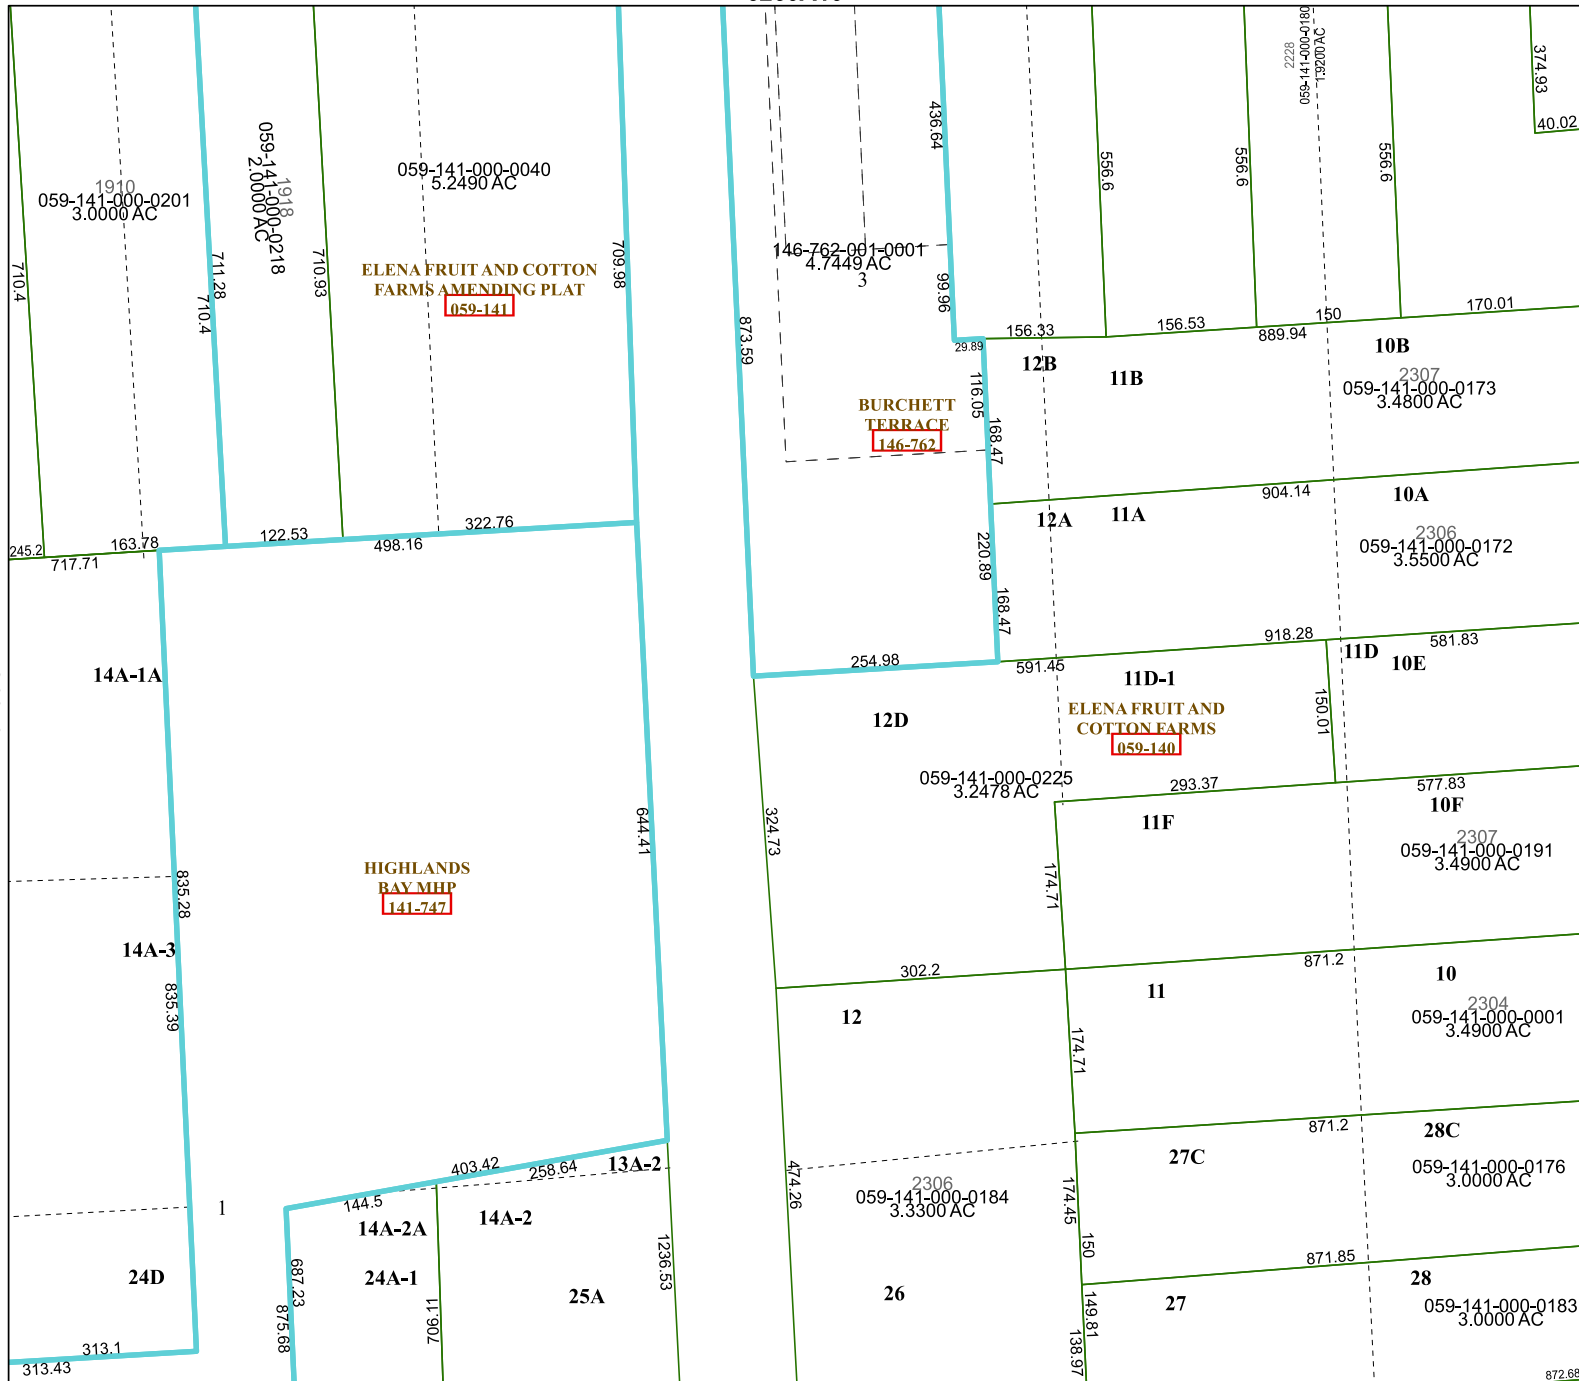 2228
059-141-000-0180
1.9200 AC
374.93
40.02
436.64
556.6
556.6
556.6
1910
059-141-000-0201
3.0000 AC
1918
059-141-000-0218
2.0000 AC
059-141-000-0040
5.2490 AC
710.4
711.28
710.4
710.93
709.98
ELENA FRUIT AND COTTON
FARMS AMENDING PLAT
059-141
146-762-001-0001
4.7449 AC
3
99.96
873.59
29.89
156.33
156.53
889.94
150
170.01
12B
11B
10B
2307
059-141-000-0173
3.4800 AC
116.05
168.47
BURCHETT
TERRACE
146-762
904.14
12A
11A
10A
2306
059-141-000-0172
3.5500 AC
220.89
168.47
245.2
717.71
163.78
122.53
498.16
322.76
254.98
591.45
918.28
581.83
11D
10E
11D-1
ELENA FRUIT AND
COTTON FARMS
059-140
150.01
14A-1A
12D
059-141-000-0225
3.2478 AC
293.37
577.83
10F
11F
2307
059-141-000-0191
3.4900 AC
324.73
644.41
174.71
HIGHLANDS
BAY MHP
141-747
835.28
14A-3
835.39
302.2
871.2
12
11
10
2304
059-141-000-0001
3.4900 AC
174.71
871.2
28C
27C
059-141-000-0176
3.0000 AC
403.42
258.64
13A-2
474.26
2306
059-141-000-0184
3.3300 AC
174.45
144.5
1
14A-2A
14A-2
150
871.85
24D
24A-1
25A
26
27
28
059-141-000-0183
3.0000 AC
687.23
875.68
706.11
1236.53
149.81
138.97
313.1
313.43
872.68